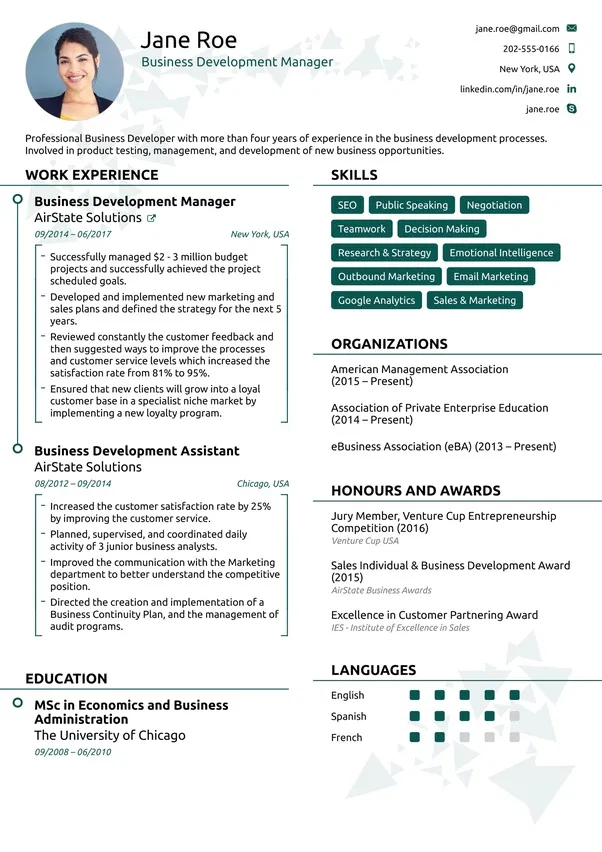 Jane Roe
Business Development Manager
jane.roe@gmail.com
202-555-0166
New York, USA
linkedin.com/in/jane.roe
jane.roe
Professional Business Developer with more than four years of experience in the business development processes.
Involved in product testing, management, and development of new business opportunities.
WORK EXPERIENCE
Business Development Manager
AirState Solutions
09/2014 – 06/2017
New York, USA
– Successfully managed $2 - 3 million budget
projects and successfully achieved the project
scheduled goals.
– Developed and implemented new marketing and
sales plans and defined the strategy for the next 5
years.
– Reviewed constantly the customer feedback and
then suggested ways to improve the processes
and customer service levels which increased the
satisfaction rate from 81% to 95%.
– Ensured that new clients will grow into a loyal
customer base in a specialist niche market by
implementing a new loyalty program.
Business Development Assistant
AirState Solutions
08/2012 – 09/2014
Chicago, USA
– Increased the customer satisfaction rate by 25%
by improving the customer service.
– Planned, supervised, and coordinated daily
activity of 3 junior business analysts.
– Improved the communication with the Marketing
department to better understand the competitive
position.
– Directed the creation and implementation of a
Business Continuity Plan, and the management of
audit programs.
EDUCATION
MSc in Economics and Business
Administration
The University of Chicago
09/2008 – 06/2010
SKILLS
SEO
Public Speaking
Negotiation
Teamwork
Decision Making
Research & Strategy
Emotional Intelligence
Outbound Marketing
Email Marketing
Google Analytics
Sales & Marketing
ORGANIZATIONS
American Management Association
(2015 – Present)
Association of Private Enterprise Education
(2014 – Present)
eBusiness Association (eBA) (2013 – Present)
HONOURS AND AWARDS
Jury Member, Venture Cup Entrepreneurship
Competition (2016)
Venture Cup USA
Sales Individual & Business Development Award
(2015)
AirState Business Awards
Excellence in Customer Partnering Award
IES - Institute of Excellence in Sales
LANGUAGES
English
Spanish
French